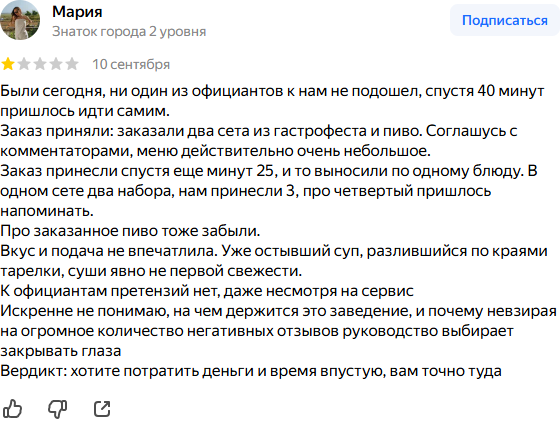 Мария
Знаток города 2 уровня
Подписаться
10 сентября
Были сегодня, ни один из официантов к нам не подошел, спустя 40 минут
пришлось идти самим.
Заказ приняли: заказали два сета из гастрофеста и пиво. Соглашусь с
комментаторами, меню действительно очень небольшое.
Заказ принесли спустя еще минут 25, и то выносили по одному блюду. В
одном сете два набора, нам принесли 3, про четвертый пришлось
напоминать.
Про заказанное пиво тоже забыли.
Вкус и подача не впечатлила. Уже остывший суп, разлившийся по краями
тарелки, суши явно не первой свежести.
К официантам претензий нет, даже несмотря на сервис
Искренне не понимаю, на чем держится это заведение, и почему невзирая
на огромное количество негативных отзывов руководство выбирает
закрывать глаза
Вердикт: хотите потратить деньги и время впустую, вам точно туда